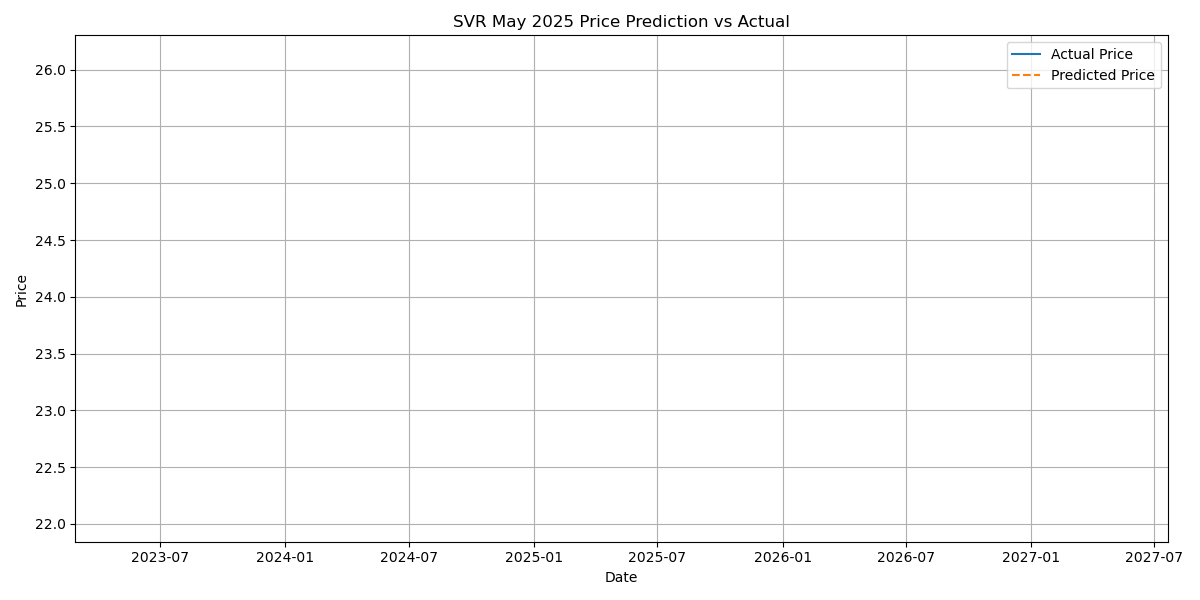 SVR May 2025 Price Prediction vs Actual
Actual Price
Predicted Price
26.0
25.5
25.0
24.5
24.0
23.5
23.0
22.5
22.0
Price
2023-07 2024-01 2024-07 2025-01 2025-07 2026-01 2026-07 2027-01 2027-07
Date